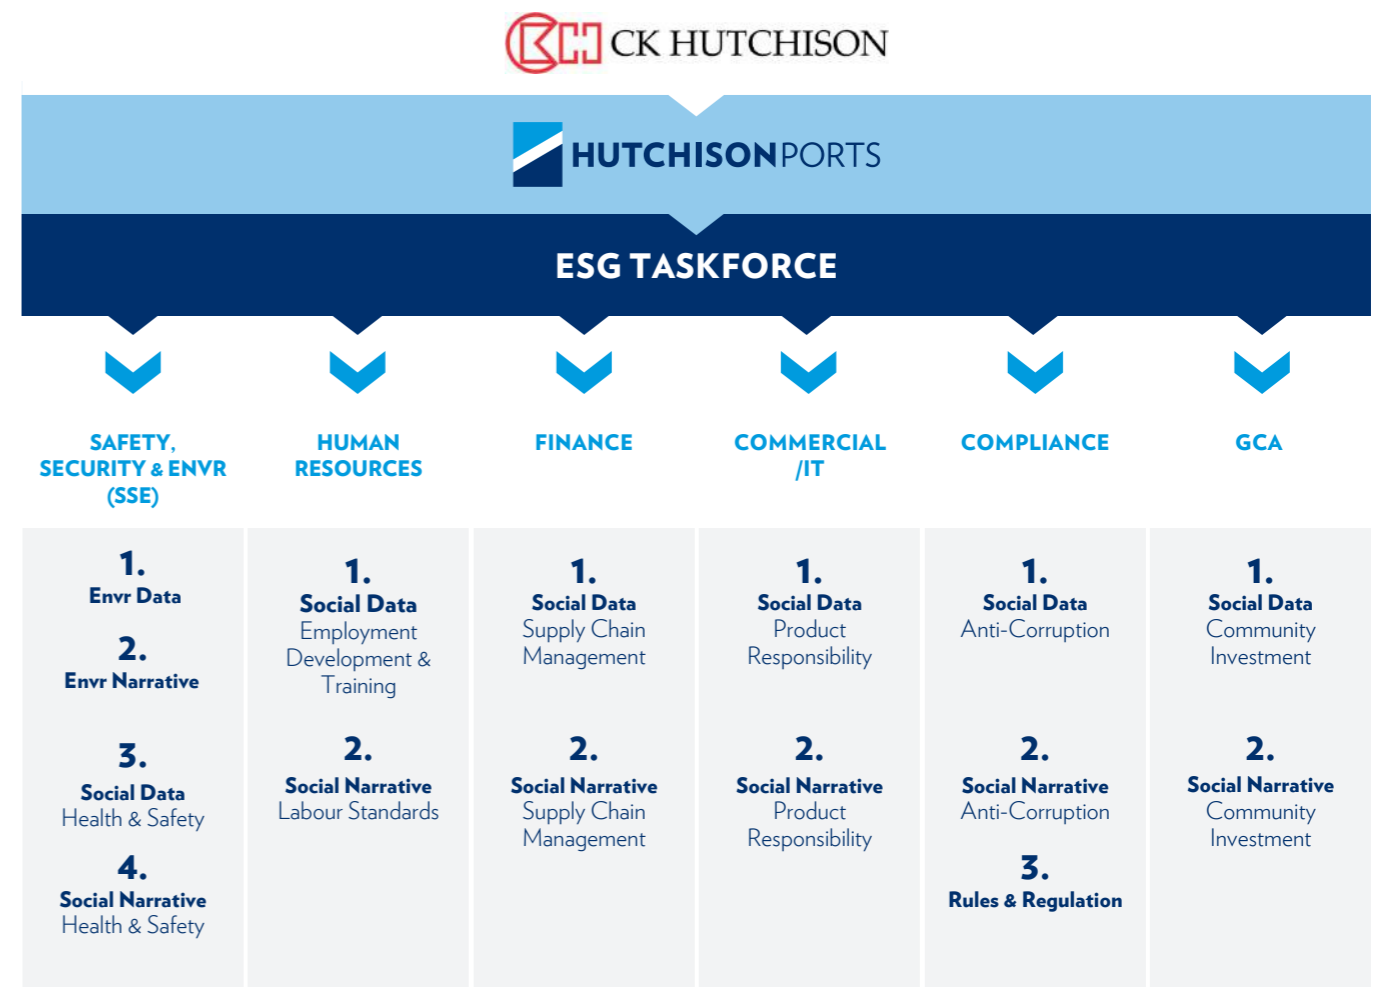 CK HUTCHISON
HUTCHISONPORTS
ESG TASKFORCE
SAFETY,
SECURITY & ENVR
(SSE)
1.
Envr Data
2.
Envr Narrative
3.
Social Data
Health & Safety
4.
Social Narrative
Health & Safety
HUMAN
RESOURCES
1.
Social Data
Employment
Development &
Training
2.
Social Narrative
Labour Standards
FINANCE
1.
Social Data
Supply Chain
Management
2.
Social Narrative
Supply Chain
Management
COMMERCIAL
/IT
1.
Social Data
Product
Responsibility
2.
Social Narrative
Product
Responsibility
COMPLIANCE
1.
Social Data
Anti-Corruption
2.
Social Narrative
Anti-Corruption
3.
Rules & Regulation
GCA
1.
Social Data
Community
Investment
2.
Social Narrative
Community
Investment